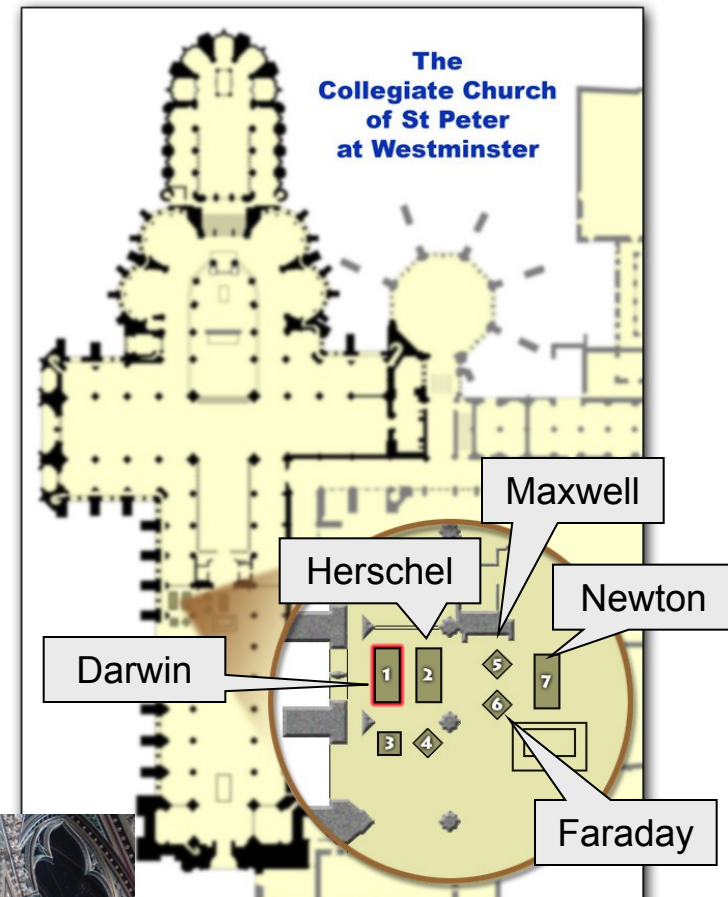 The
Collegiate Church
of St Peter
at Westminster
Maxwell
Herschel
Newton
Darwin
1
2
5
7
6
3
4
Faraday